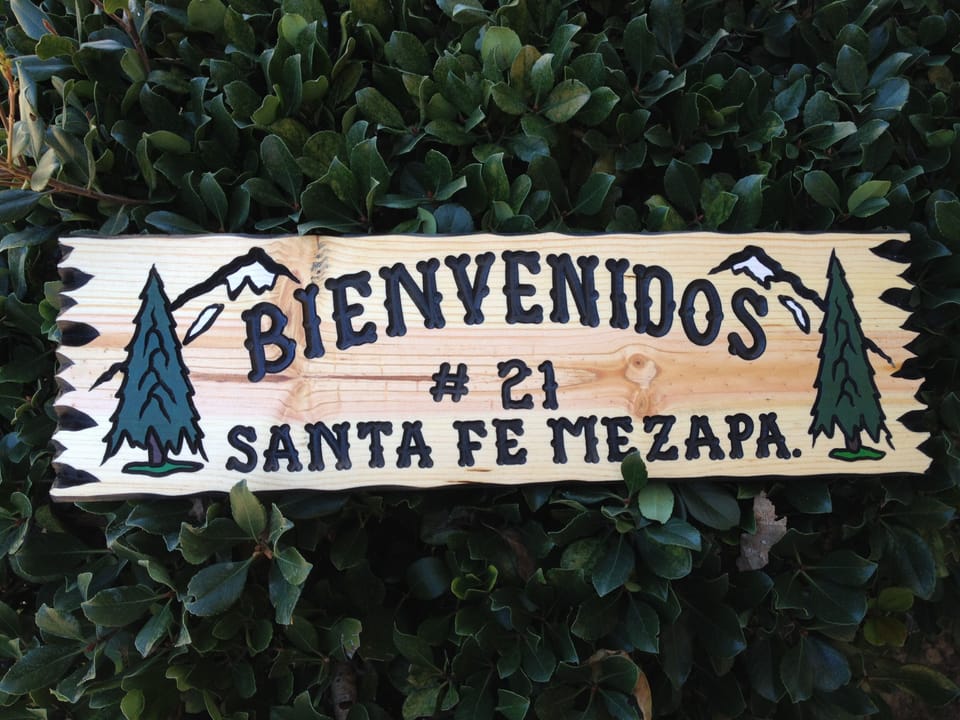 BIENVENIDOS
# 21
SANTA FE MEZAPA.